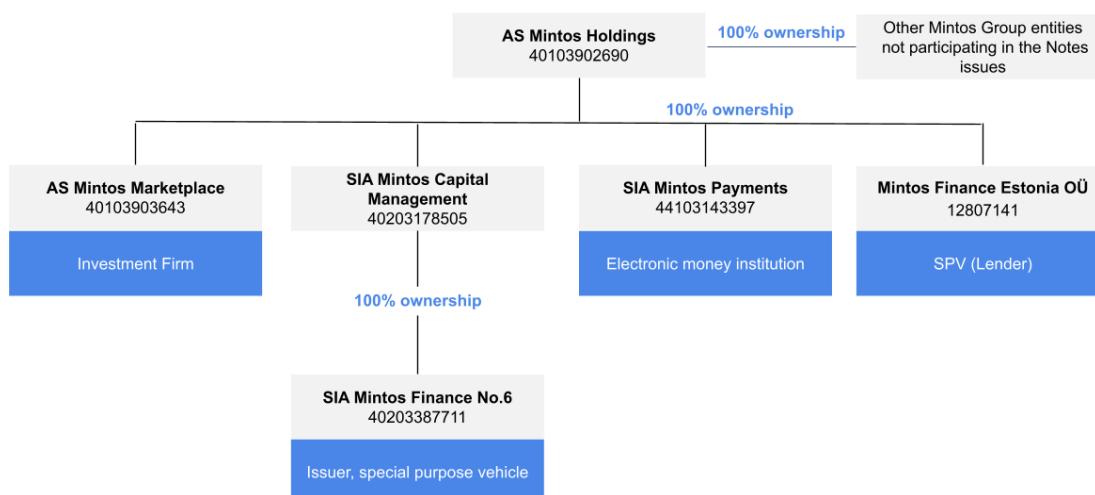 AS Mintos Holdings
40103902690
100% ownership
Other Mintos Group entities
not participating in the Notes
issues
100% ownership
AS Mintos Marketplace
40103903643
Investment Firm
SIA Mintos Capital
Management
40203178505
SIA Mintos Payments
44103143397
Electronic money institution
Mintos Finance Estonia OÜ
12807141
SPV (Lender)
100% ownership
SIA Mintos Finance No.6
40203387711
Issuer, special purpose vehicle